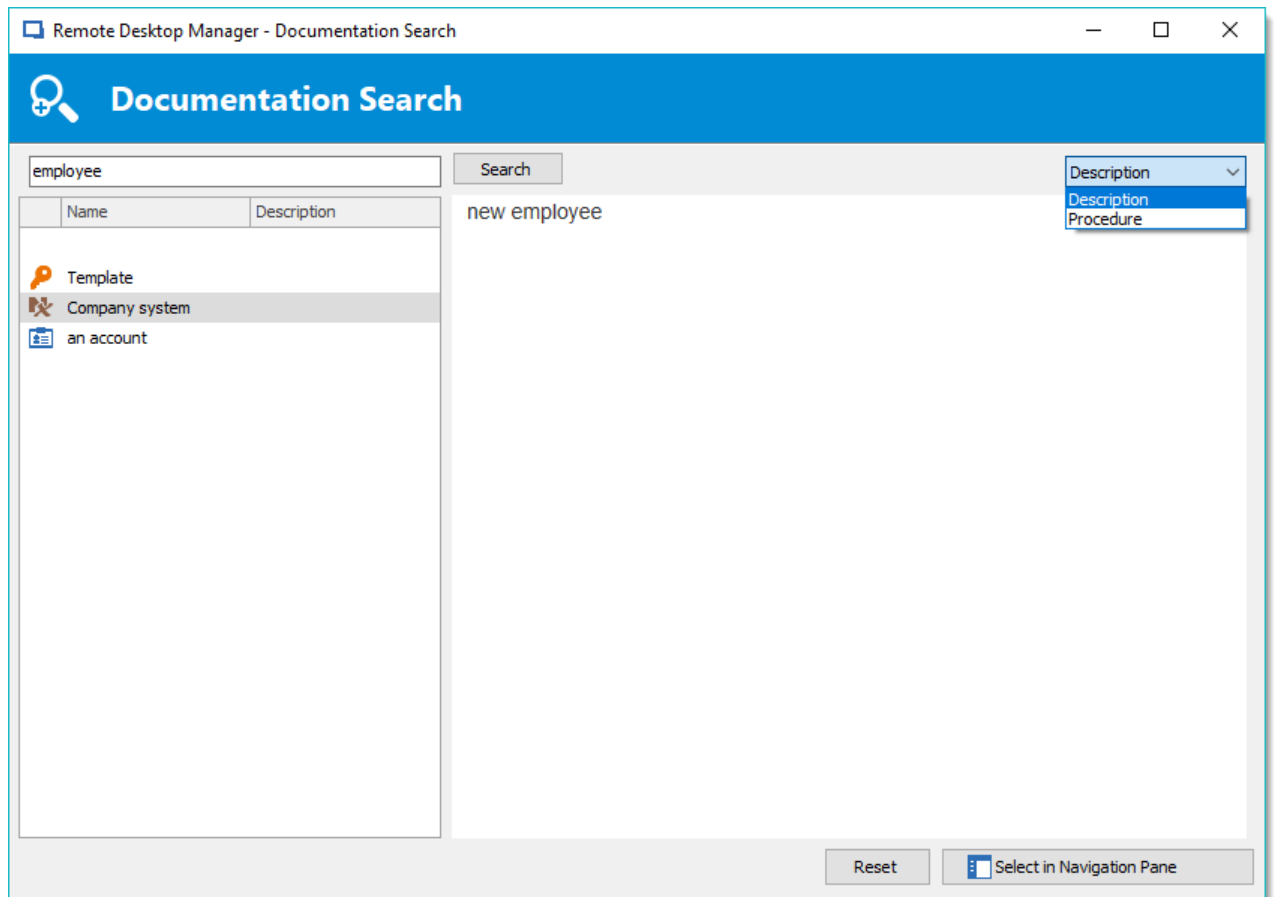 Remote Desktop Manager - Documentation Search
Documentation Search
employee
Search
Description
Description
Procedure
Name
Description
Template
Company system
an account
new employee
Reset
Select in Navigation Pane